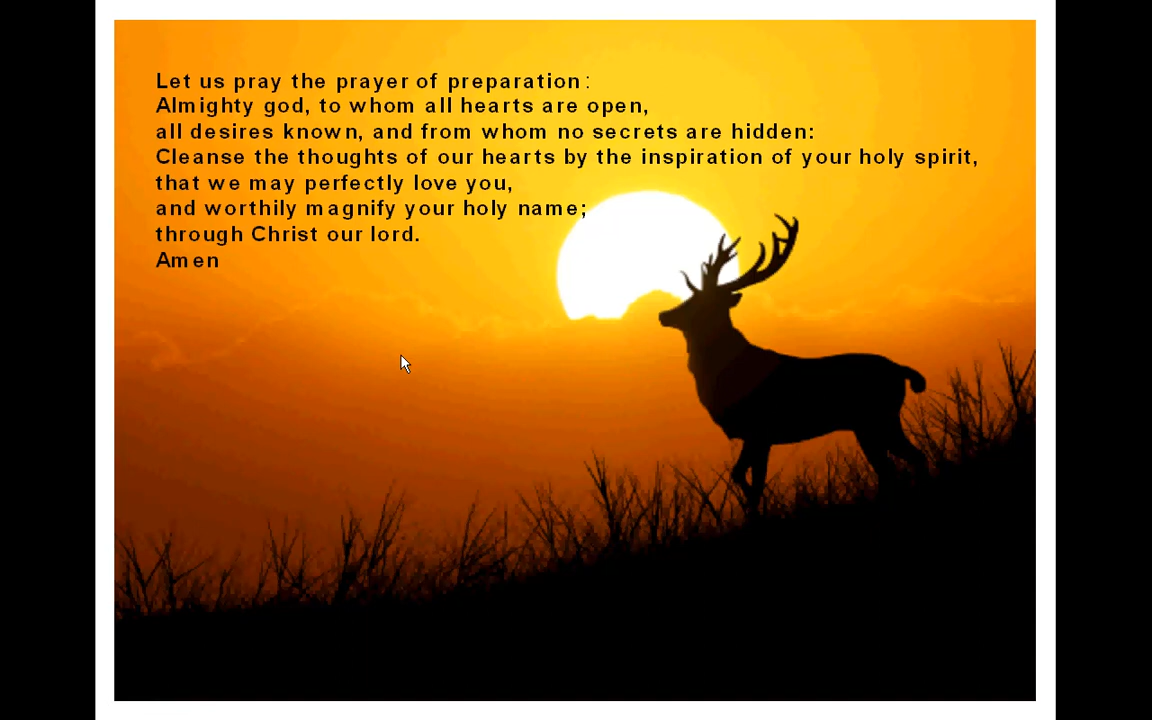 Let us pray the prayer of preparation:
Almighty god, to whom all hearts are open,
all desires known, and from whom no secrets are hidden:
Cleanse the thoughts of our hearts by the inspiration of your holy spirit,
that we may perfectly love you,
and worthily magnify your holy name;
through Christ our lord.
Amen